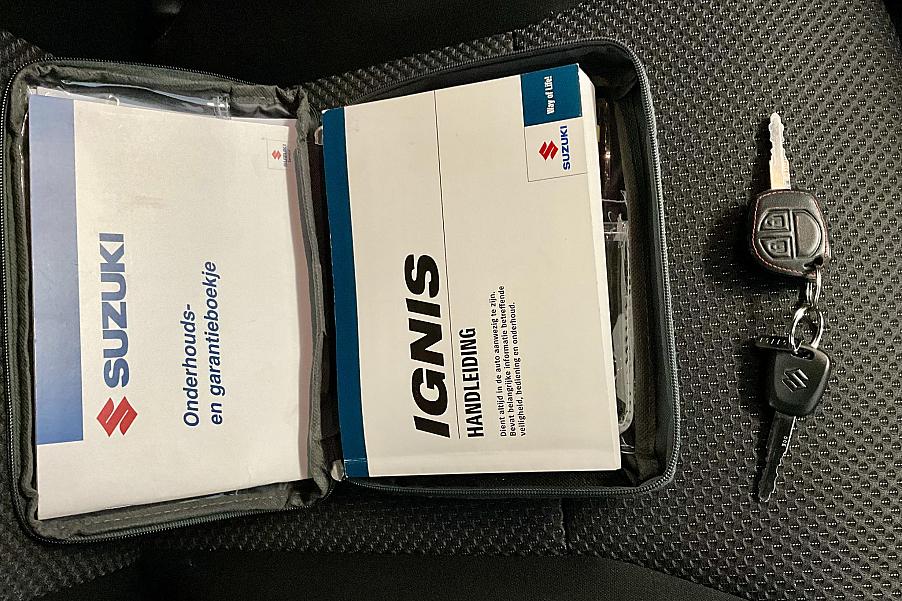 SUZUKI
Onderhouds-
en garantieboekje
Way of Life!
SUZUKI
IGNIS
HANDLEIDING
Dient altijd in de auto aanwezig te zijn.
Bevat belangrijke informatie betreffende
veiligheid, bediening en onderhoud.